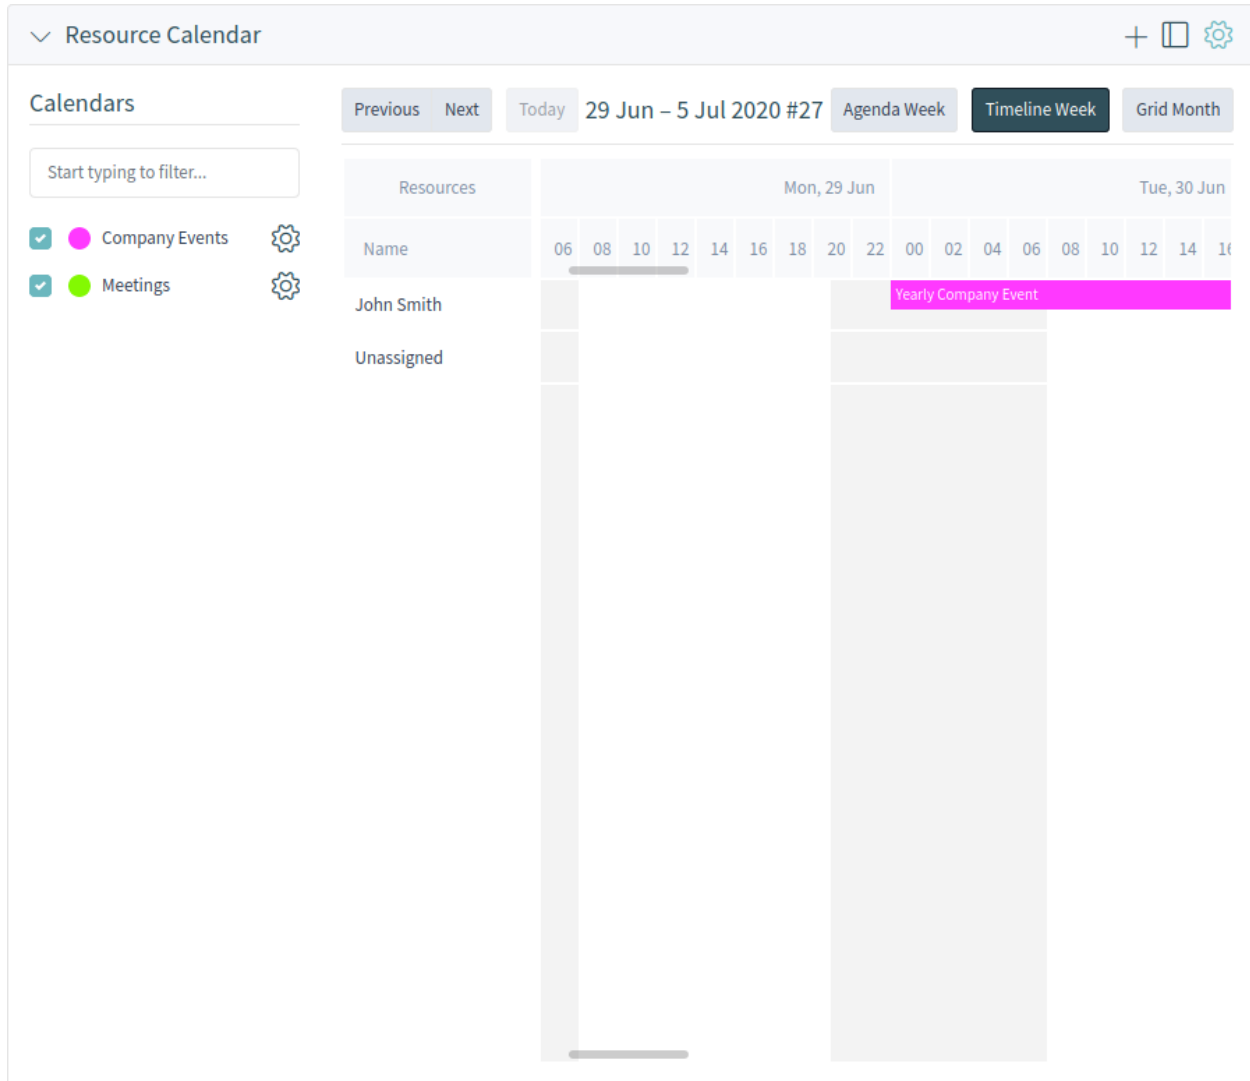 Resource Calendar
Calendars
Start typing to filter...
Company Events
Meetings
Previous Next Today 29 Jun – 5 Jul 2020 #27 Agenda Week Timeline Week Grid Month
Resources Mon, 29 Jun Tue, 30 Jun
Name 06 08 10 12 14 16 18 20 22 00 02 04 06 08 10 12 14
John Smith Yearly Company Event
Unassigned